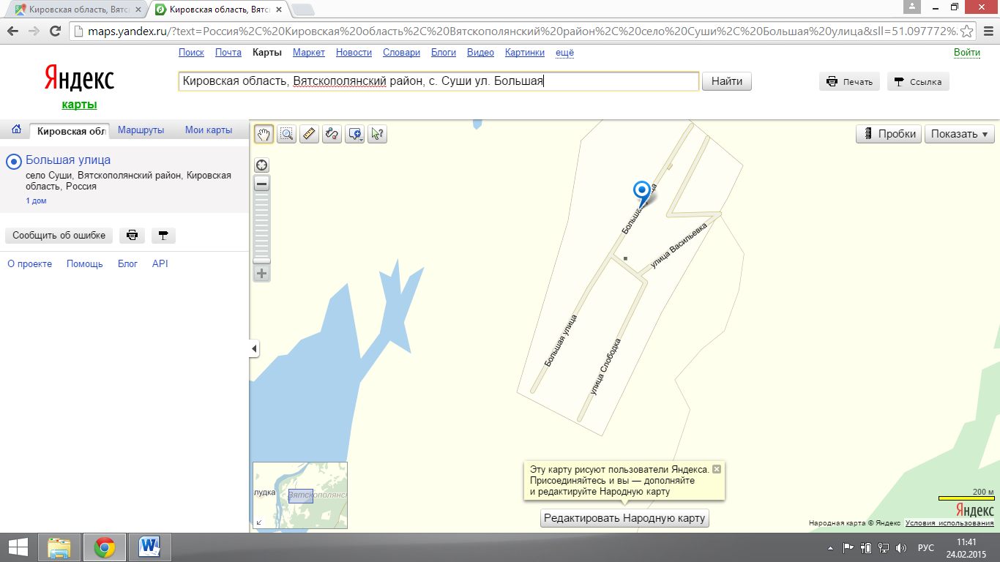 Кировская область, Вятс
Кировская область, Вятс
maps.yandex.ru/?text=Россия%2C%20Кировская%20область%2C%20Вятскополянский%20район%2C%20село%20Суши%2C%20Большая%20улица&sll=51.097772%2
Поиск Почта Карты Маркет Новости Словари Блоги Видео Картинки ещё
Войти
Яндекс
карты
Кировская область, Вятскополянский район, с. Суши ул. Большая
Найти
Печать
Ссылка
Кировская обл
Маршруты
Мои карты
Большая улица
село Суши, Вятскополянский район, Кировская
область, Россия
1 дом
Сообщить об ошибке
О проекте Помощь Блог API
Пробки
Показать
Большая улица
улица Васильевка
Большая улица
улица Слободка
лудка
Вятскополянс
Эту карту рисуют пользователи Яндекса.
Присоединяйтесь и вы — дополняйте
и редактируйте Народную карту
Редактировать Народную карту
200 м
Яндекс
Народная карта © Яндекс Условия использования
РУС
11:41
24.02.2015